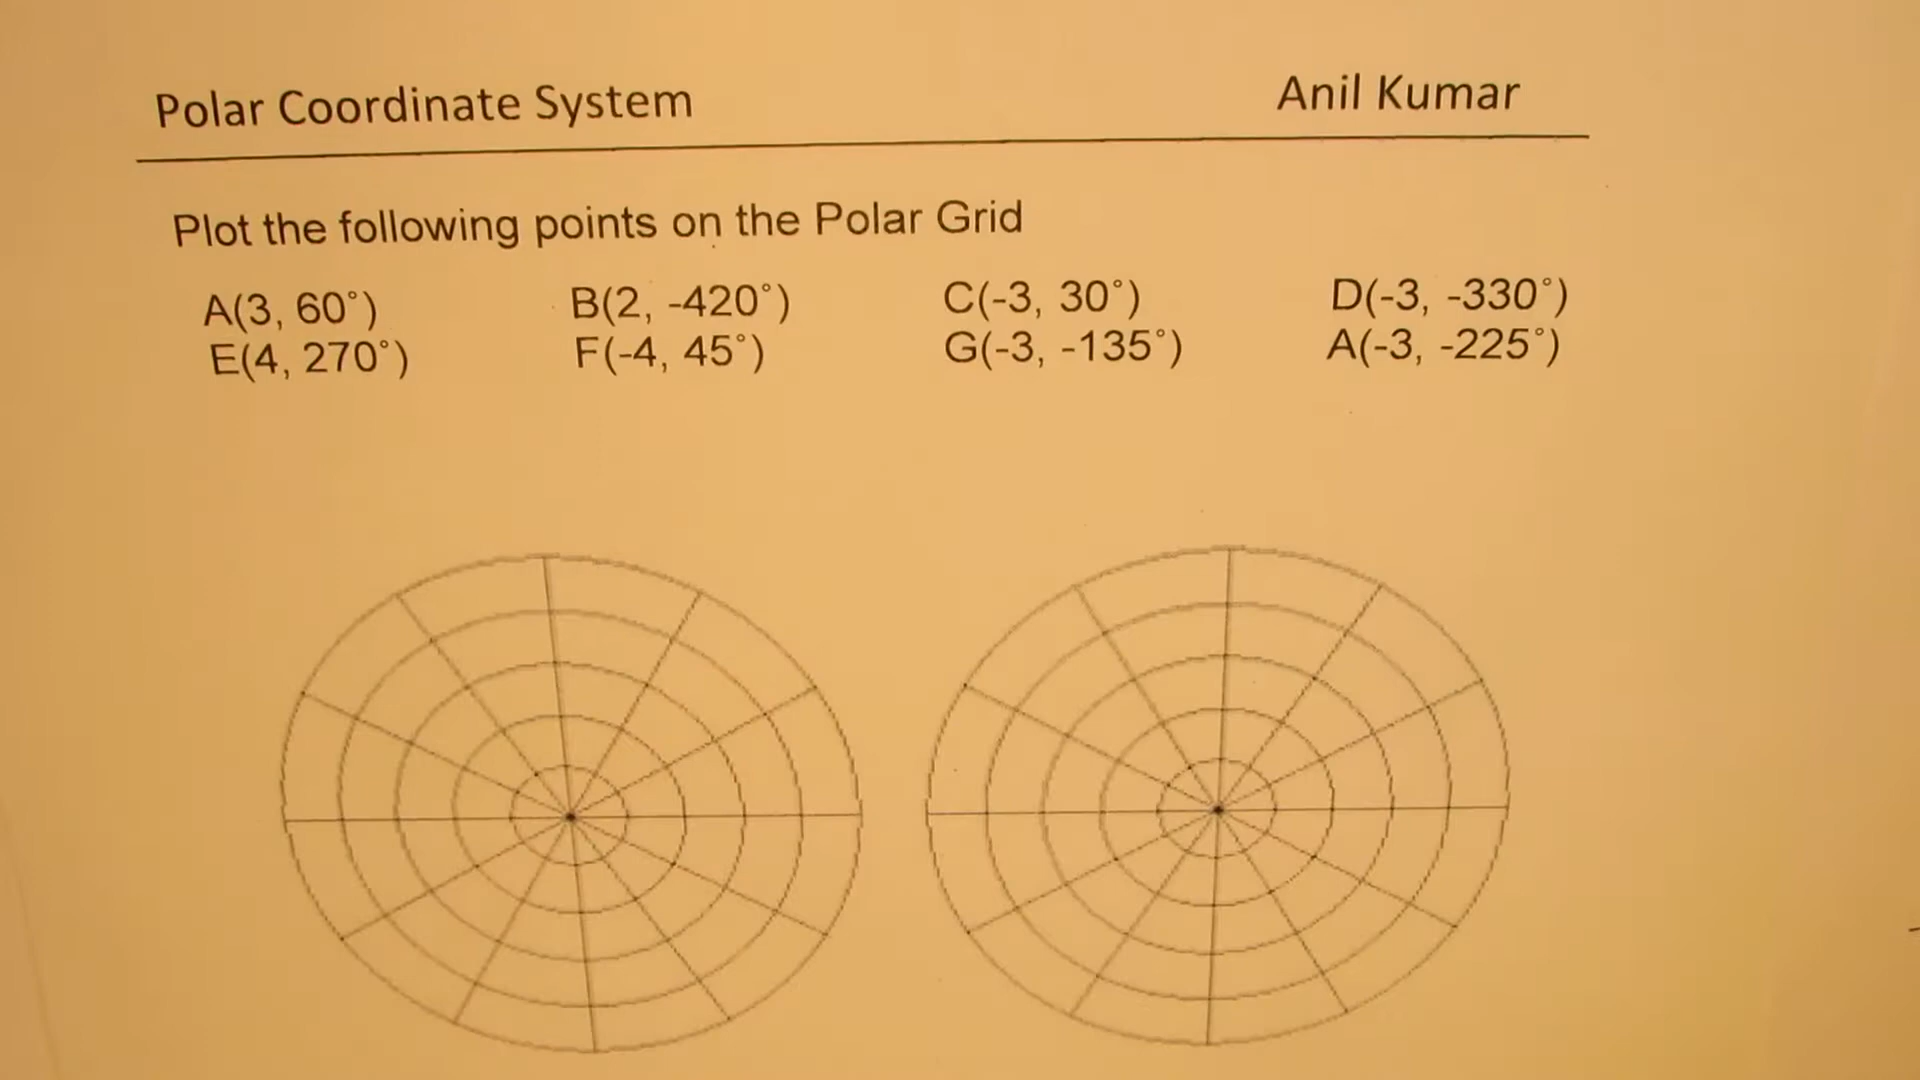 Polar Coordinate System Anil Kumar
Plot the following points on the Polar Grid
A(3, 60°) B(2, -420°) C(-3, 30°) D(-3, -330°)
E(4, 270°) F(-4, 45°) G(-3, -135°) A(-3, -225°)